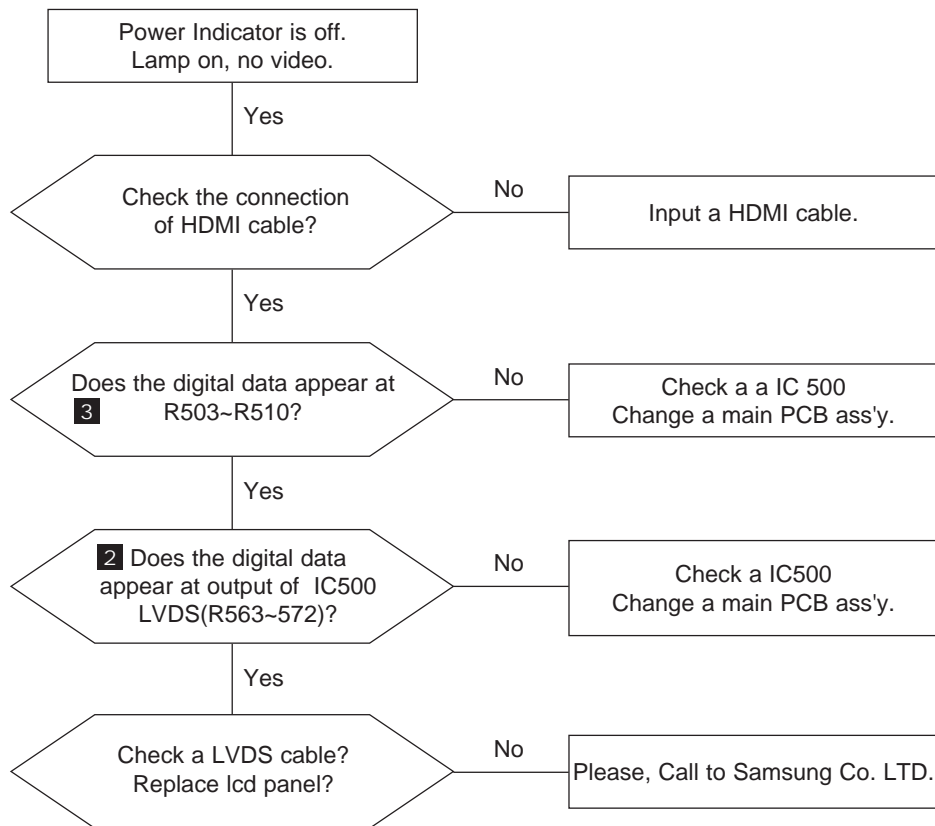 Power Indicator is off.
Lamp on, no video.
Yes
Check the connection
of HDMI cable?
No
Input a HDMI cable.
Yes
Does the digital data appear at
3 R503~R510?
No
Check a a IC 500
Change a main PCB ass'y.
Yes
2 Does the digital data
appear at output of IC500
LVDS(R563~572)?
No
Check a IC500
Change a main PCB ass'y.
Yes
Check a LVDS cable?
Replace lcd panel?
No
Please, Call to Samsung Co. LTD.